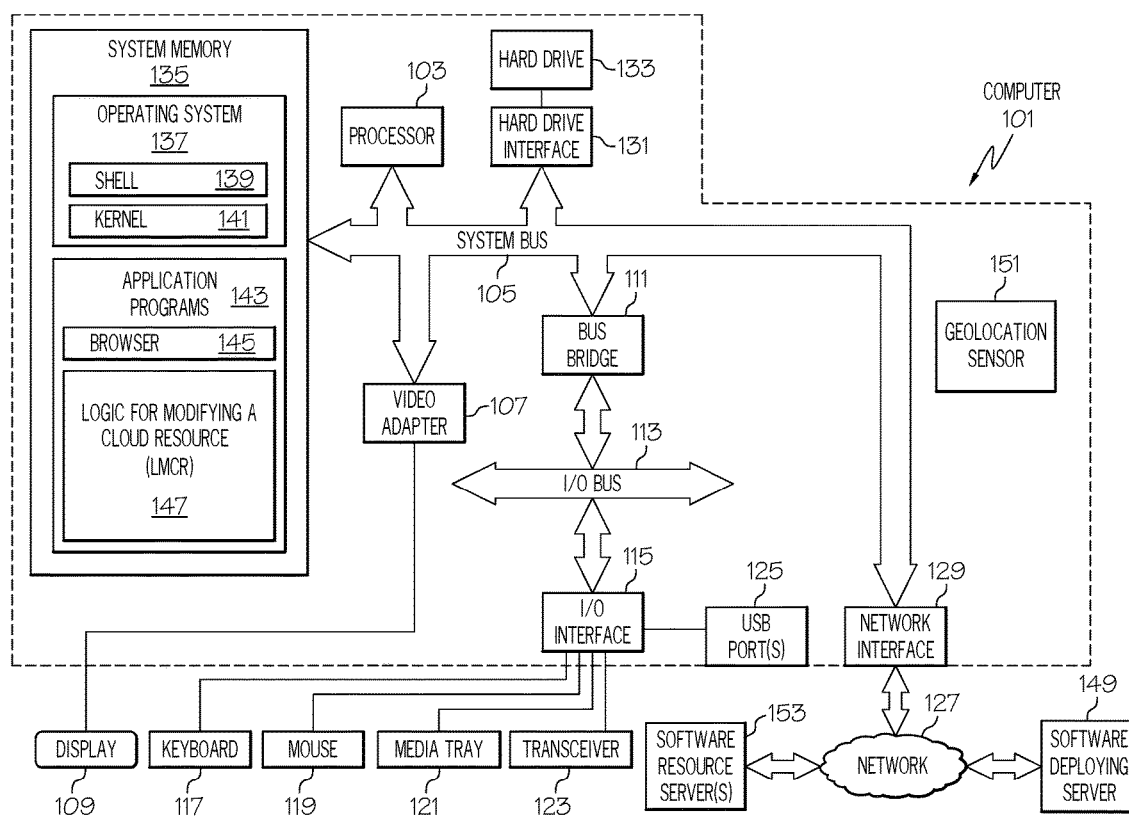 SYSTEM MEMORY
135
OPERATING SYSTEM
137
SHELL 139
KERNEL 141
APPLICATION
PROGRAMS 143
BROWSER 145
LOGIC FOR MODIFYING A
CLOUD RESOURCE
(LMCR)
147
103
PROCESSOR
HARD DRIVE
133
HARD DRIVE
INTERFACE
131
COMPUTER
101
SYSTEM BUS
105
111
BUS
BRIDGE
151
GEOLOCATION
SENSOR
VIDEO
ADAPTER
107
113
I/O BUS
115
I/O
INTERFACE
125
USB
PORT(S)
129
NETWORK
INTERFACE
DISPLAY
109
KEYBOARD
117
MOUSE
119
MEDIA TRAY
121
TRANSCEIVER
123
153
SOFTWARE
RESOURCE
SERVER(S)
127
NETWORK
149
SOFTWARE
DEPLOYING
SERVER